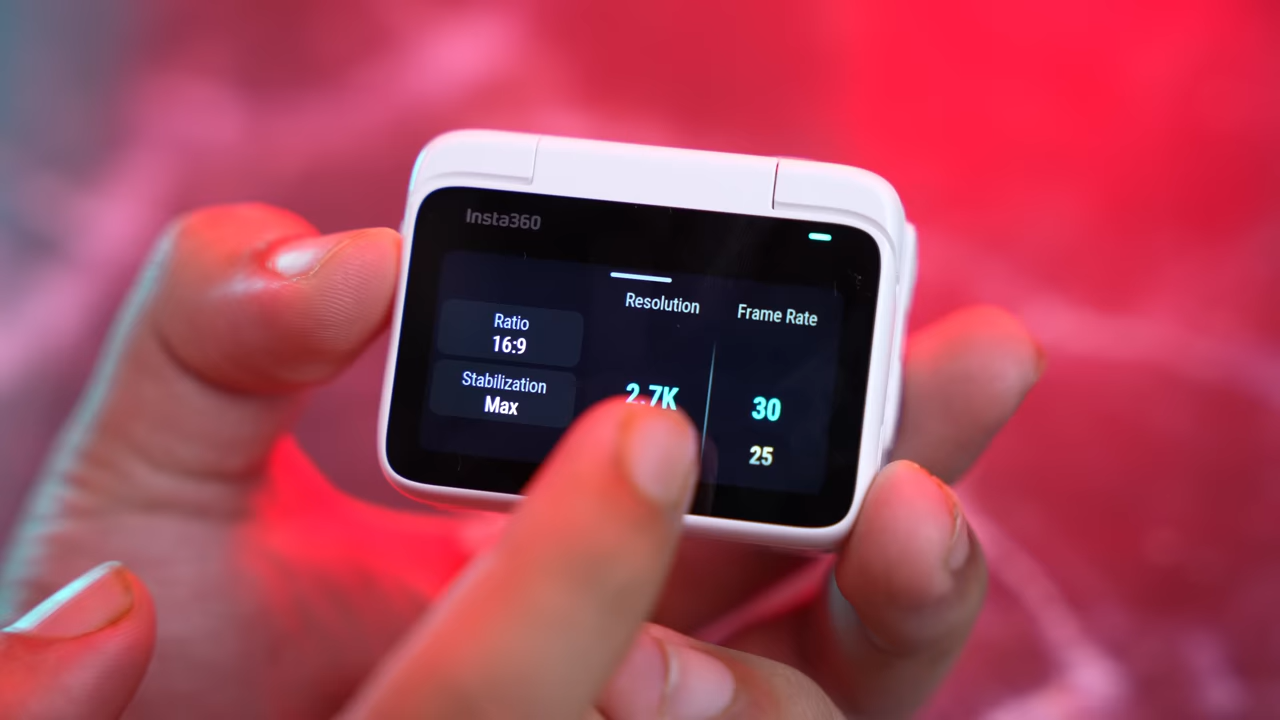 Insta360
Resolution
Frame Rate
Ratio
16:9
Stabilization
Max
2.7K
30
25